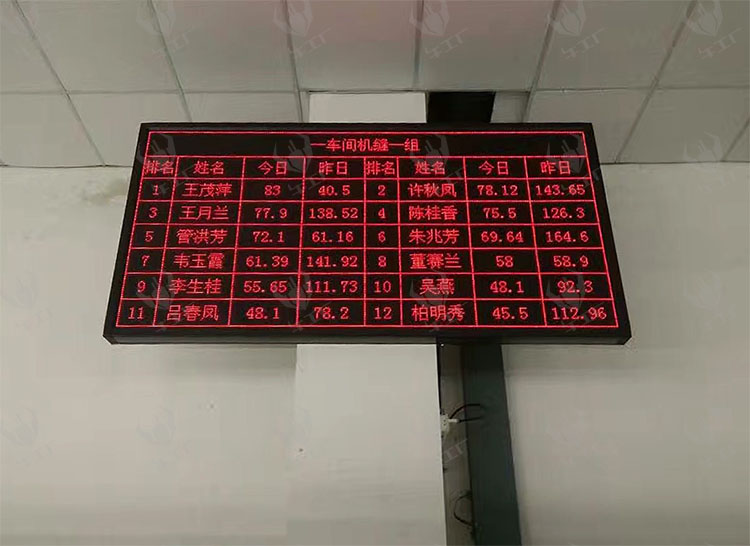 一车间机缝一组
排名 姓名 今日 昨日 排名 姓名 今日 昨日
1 王茂萍 83 40.5 2 许秋凤 78.12 143.65
3 王月兰 77.9 138.52 4 陈桂香 75.5 126.3
5 管洪芳 72.1 61.16 6 朱兆芳 69.64 164.6
7 韦玉霞 61.39 141.92 8 董赛兰 58 58.9
9 李生桂 55.65 111.73 10 吴燕 48.1 92.3
11 吕春凤 48.1 78.2 12 柏明秀 45.5 112.96